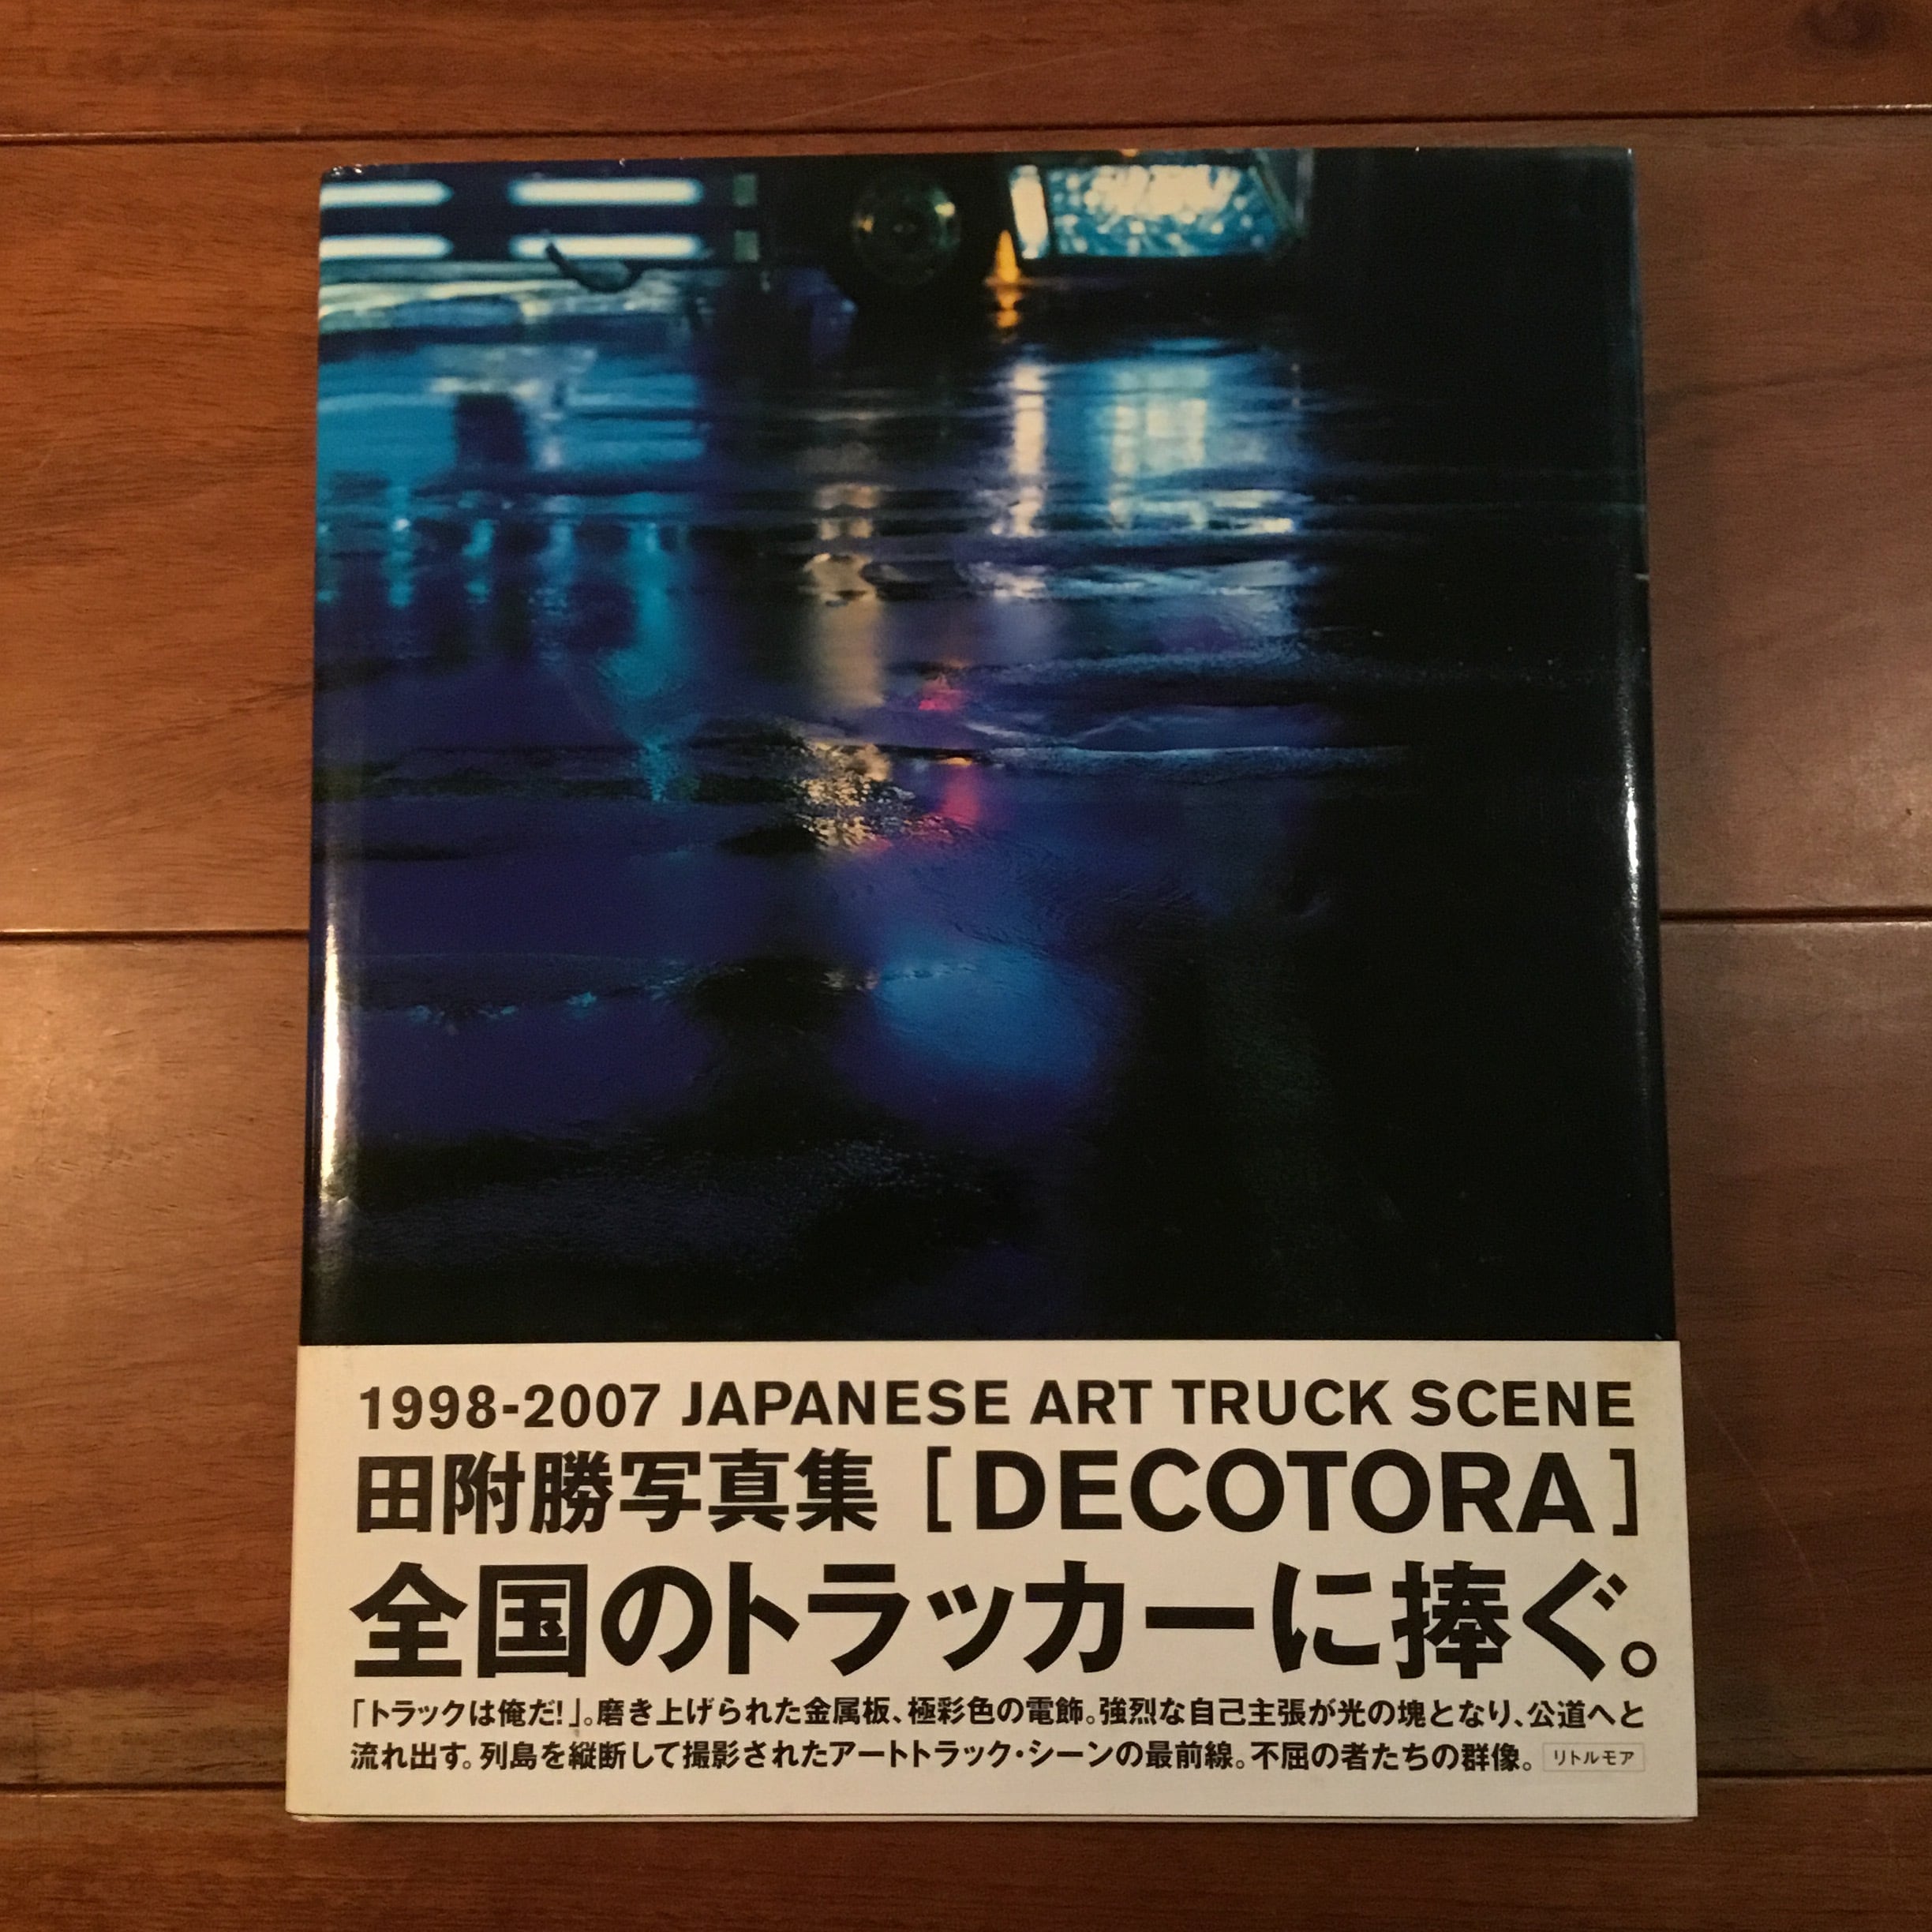 1998-2007 JAPANESE ART TRUCK SCENE
田附勝写真集 [DECOTORA]
全国のトラッカーに捧ぐ。
「トラックは俺だ!」。磨き上げられた金属板、極彩色の電飾。強烈な自己主張が光の塊となり、公道へと
流れ出す。列島を縦断して撮影されたアートトラック・シーンの最前線。不屈の者たちの群像。 リトルモア